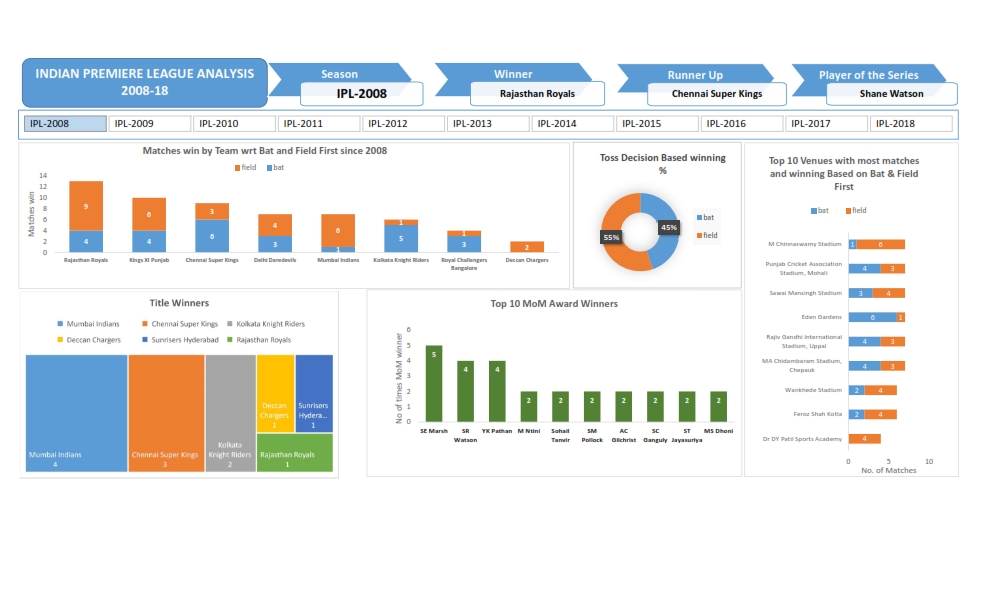 INDIAN PREMIERE LEAGUE ANALYSIS
2008-18
Season
IPL-2008
Winner
Rajasthan Royals
Runner Up
Chennai Super Kings
Player of the Series
Shane Watson
IPL-2008 IPL-2009 IPL-2010 IPL-2011 IPL-2012 IPL-2013 IPL-2014 IPL-2015 IPL-2016 IPL-2017 IPL-2018
Matches win by Team wrt Bat and Field First since 2008
field bat
Matches win
14
12
10
8
6
4
2
0
9 6 3 4 6 1 1 2
4 4 6 3 1 5 3
Rajasthan Royals Kings XI Punjab Chennai Super Kings Delhi Daredevils Mumbai Indians Kolkata Knight Riders Royal Challengers Deccan Chargers
Bangalore
Toss Decision Based winning
%
55% 45%
bat
field
Top 10 Venues with most matches
and winning Based on Bat & Field
First
bat field
M Chinnaswamy Stadium 1 6
Punjab Cricket Association
Stadium, Mohali
4 3
Sawai Mansingh Stadium 3 4
Eden Gardens 6 1
Rajiv Gandhi International
Stadium, Uppal
4 3
MA Chidambaram Stadium,
Chepauk
4 3
Wankhede Stadium 2 4
Feroz Shah Kotla 2 4
Dr DY Patil Sports Academy 4
0 5 10
No. of Matches
Title Winners
Mumbai Indians Chennai Super Kings Kolkata Knight Riders
Deccan Chargers Sunrisers Hyderabad Rajasthan Royals
Mumbai Indians
4
Chennai Super Kings
3
Kolkata
Knight Riders
2
Deccan
Chargers
1
Sunrisers
Hydera...
1
Rajasthan Royals
1
Top 10 MoM Award Winners
No of times MoM winner
6
5
4
3
2
1
0
5 4 4 2 2 2 2 2 2 2
SE Marsh SR YK Pathan M Ntini Sohail SM AC SC ST MS Dhoni
Watson Tanvir Pollock Gilchrist Ganguly Jayasuriya